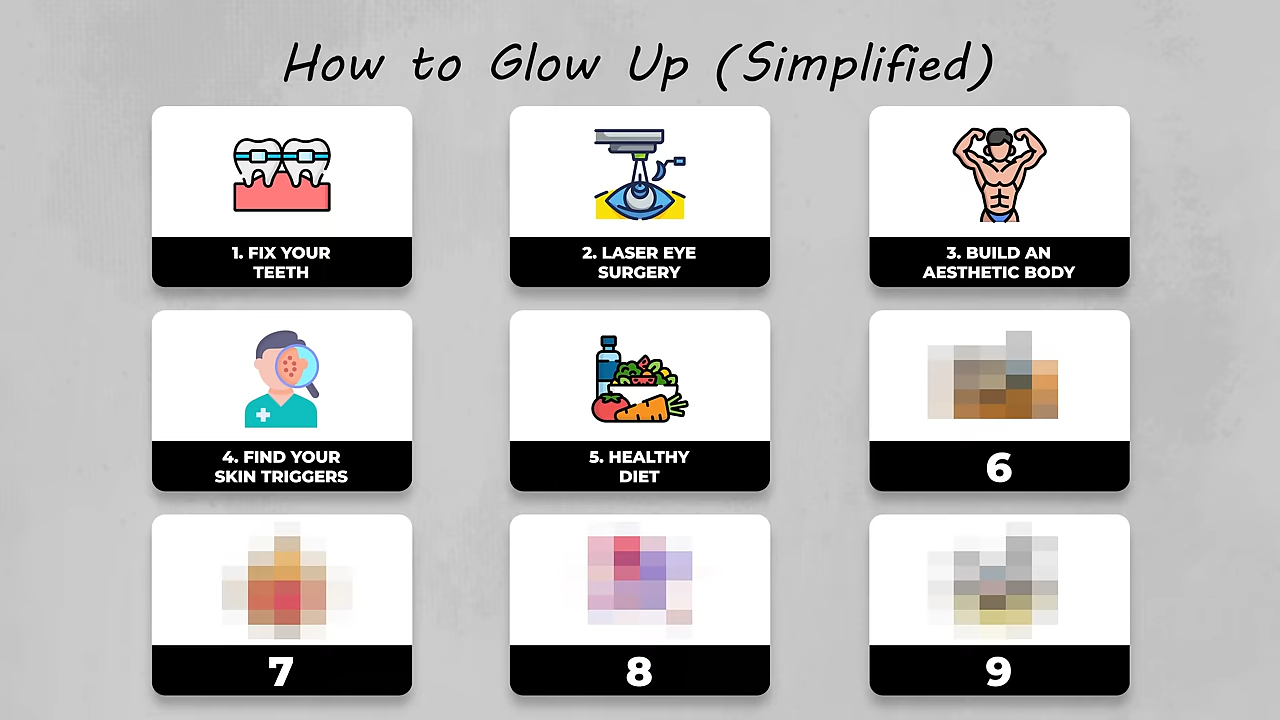 How to Glow Up (Simplified)
1. FIX YOUR
TEETH
2. LASER EYE
SURGERY
3. BUILD AN
AESTHETIC BODY
4. FIND YOUR
SKIN TRIGGERS
5. HEALTHY
DIET
6
7
8
9